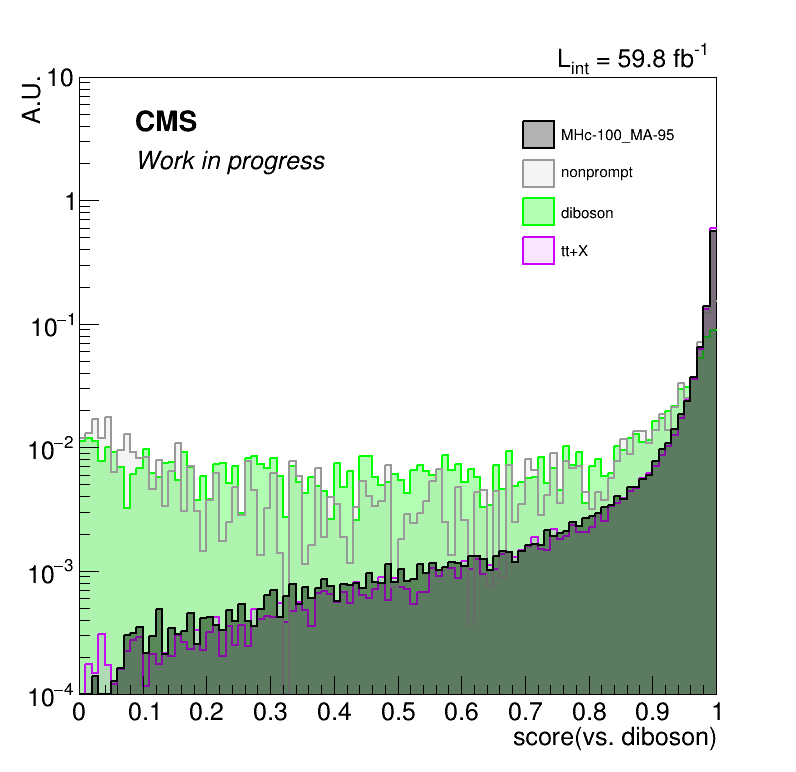 L_int = 59.8 fb^-1
A.U.
CMS
Work in progress
MHc-100_MA-95
nonprompt
diboson
tt+X
10
1
10^−1
10^−2
10^−3
10^−4
0 0.1 0.2 0.3 0.4 0.5 0.6 0.7 0.8 0.9 1
score(vs. diboson)